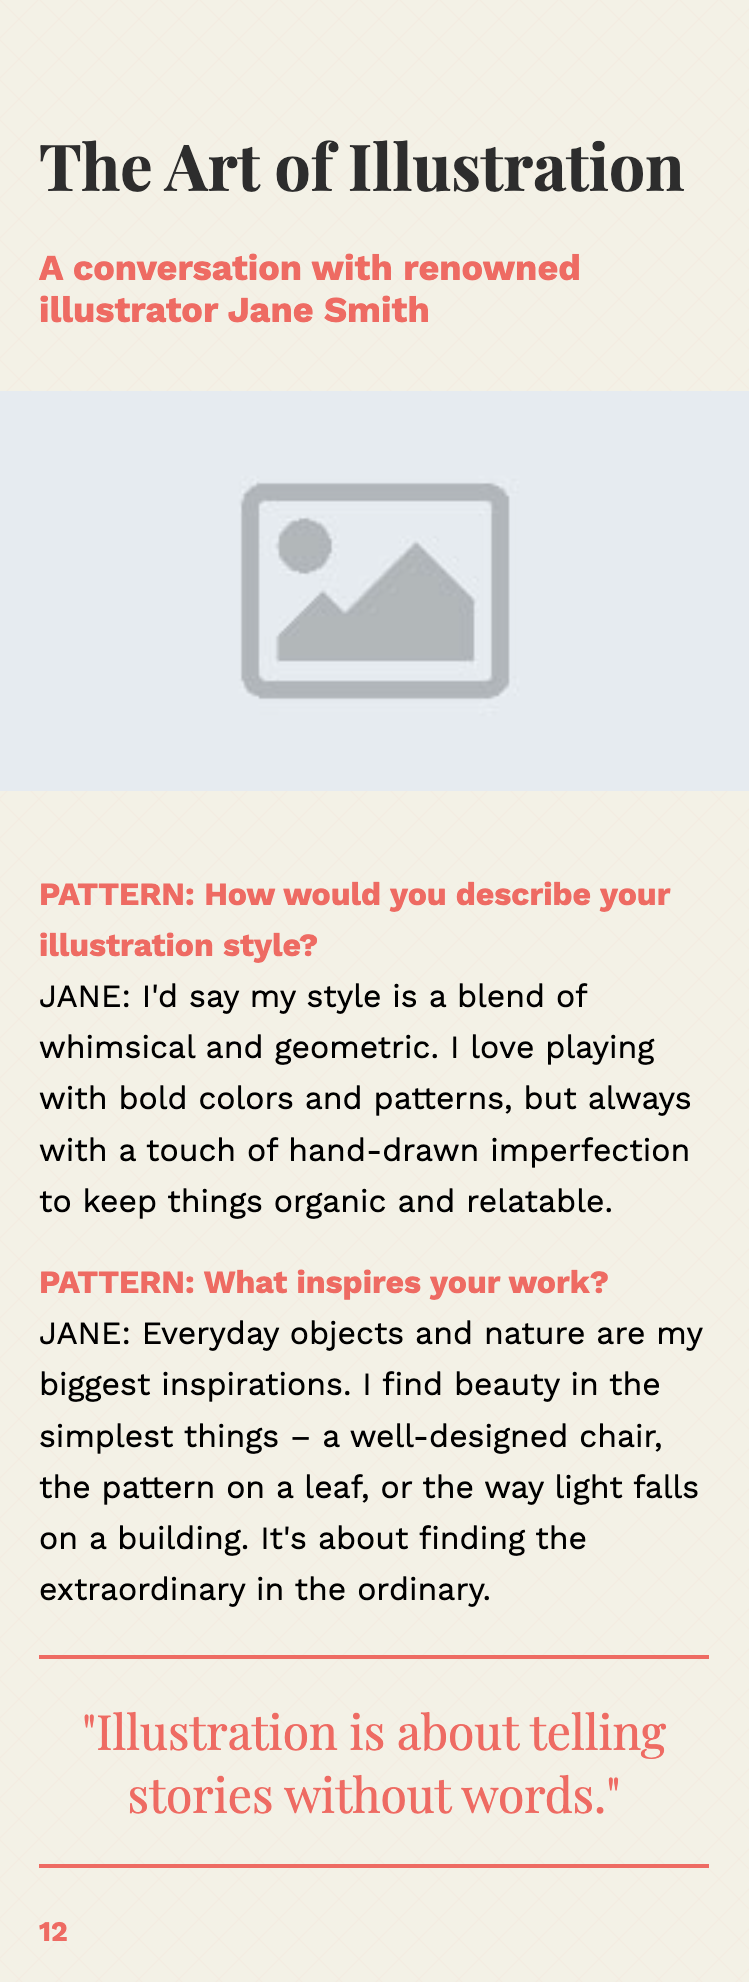 The Art of Illustration
A conversation with renowned
illustrator Jane Smith
PATTERN: How would you describe your
illustration style?
JANE: I'd say my style is a blend of
whimsical and geometric. I love playing
with bold colors and patterns, but always
with a touch of hand-drawn imperfection
to keep things organic and relatable.
PATTERN: What inspires your work?
JANE: Everyday objects and nature are my
biggest inspirations. I find beauty in the
simplest things – a well-designed chair,
the pattern on a leaf, or the way light falls
on a building. It's about finding the
extraordinary in the ordinary.
"Illustration is about telling
stories without words."
12